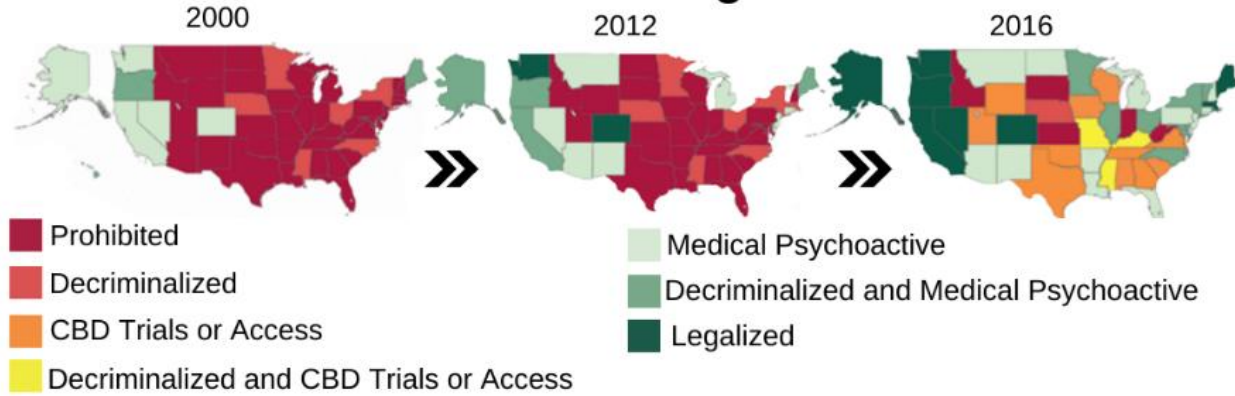 2000
2012
2016
Prohibited
Decriminalized
CBD Trials or Access
Decriminalized and CBD Trials or Access
Medical Psychoactive
Decriminalized and Medical Psychoactive
Legalized